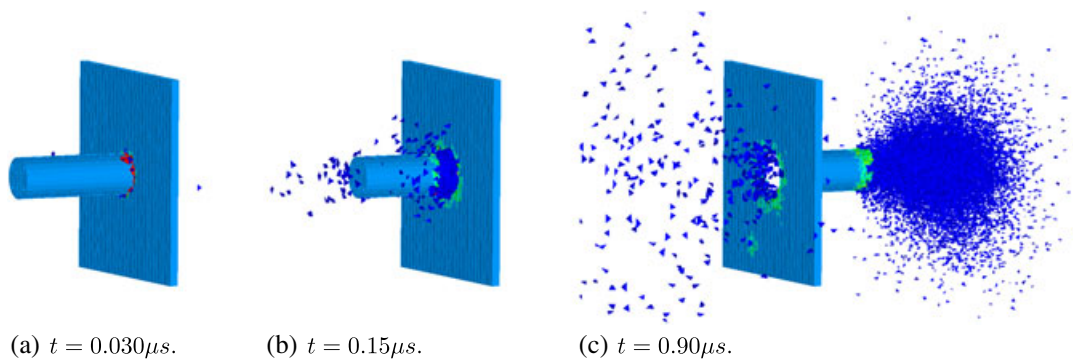 (a) t = 0.030μs.
(b) t = 0.15μs.
(c) t = 0.90μs.